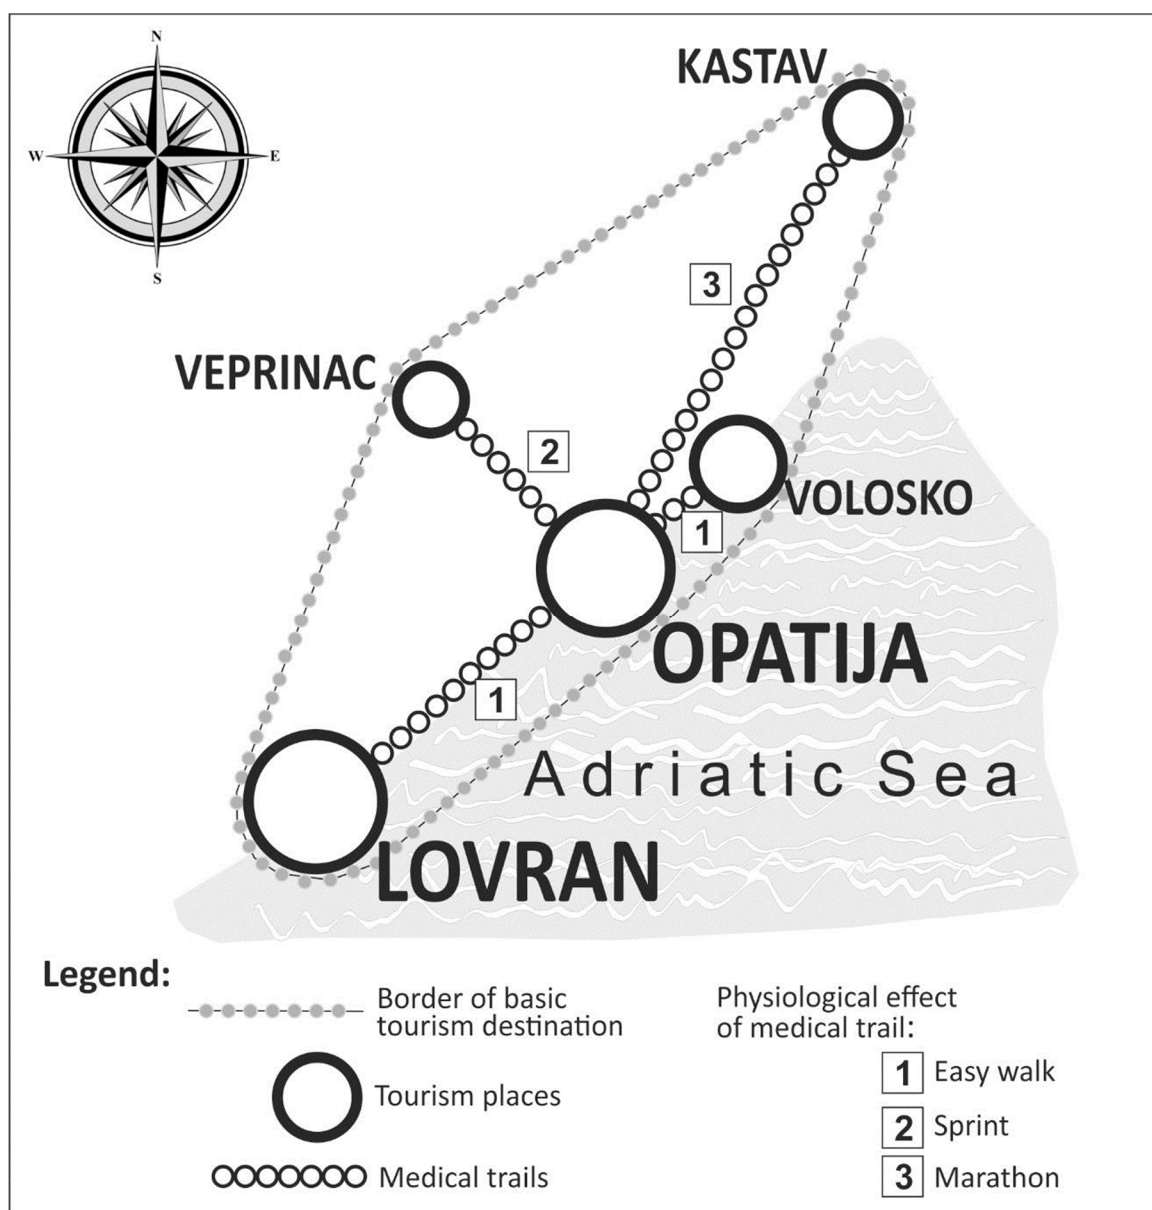 N
W
E
S
KASTAV
3
VEPRINAC
2
VOLOSKO
1
OPATIJA
1
Adriatic Sea
LOVRAN
Legend:
Border of basic
tourism destination
Tourism places
Medical trails
Physiological effect
of medical trail:
1 Easy walk
2 Sprint
3 Marathon